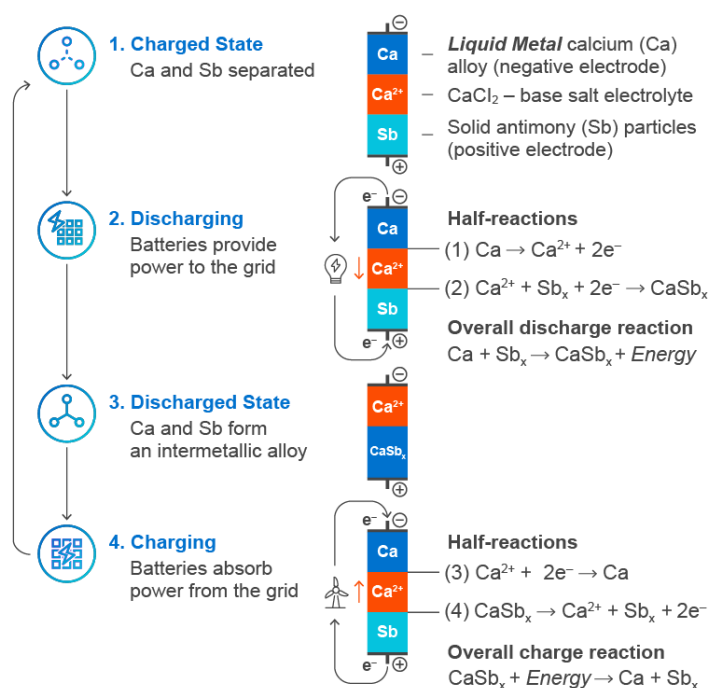 1. Charged State
Ca and Sb separated
⊖
Ca
Ca²⁺
Sb
⊕
Liquid Metal calcium (Ca)
alloy (negative electrode)
CaCl₂ – base salt electrolyte
Solid antimony (Sb) particles
(positive electrode)
2. Discharging
Batteries provide
power to the grid
e⁻ ⊖
Ca
Ca²⁺
Sb
e⁻ ⊕
Half-reactions
(1) Ca → Ca²⁺ + 2e⁻
(2) Ca²⁺ + Sbₓ + 2e⁻ → CaSbₓ
Overall discharge reaction
Ca + Sbₓ → CaSbₓ + Energy
3. Discharged State
Ca and Sb form
an intermetallic alloy
⊖
Ca²⁺
CaSbₓ
⊕
4. Charging
Batteries absorb
power from the grid
e⁻ ⊖
Ca
Ca²⁺
Sb
e⁻ ⊕
Half-reactions
(3) Ca²⁺ + 2e⁻ → Ca
(4) CaSbₓ → Ca²⁺ + Sbₓ + 2e⁻
Overall charge reaction
CaSbₓ + Energy → Ca + Sbₓ